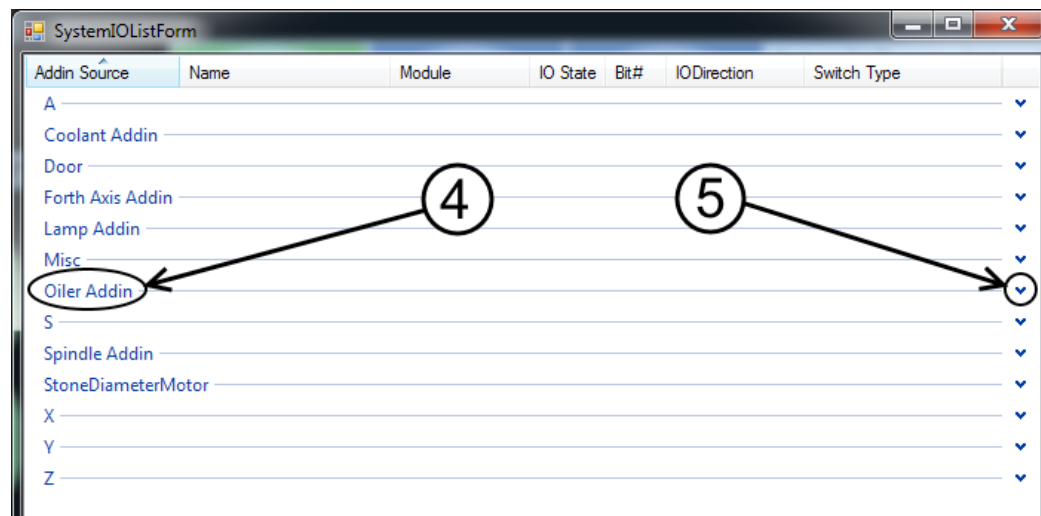 SystemIOListForm
Addin Source Name Module IO State Bit# IODirection Switch Type
A
Coolant Addin
Door
Forth Axis Addin
4 5
Lamp Addin
Misc
Oiler Addin
S
Spindle Addin
StoneDiameterMotor
X
Y
Z